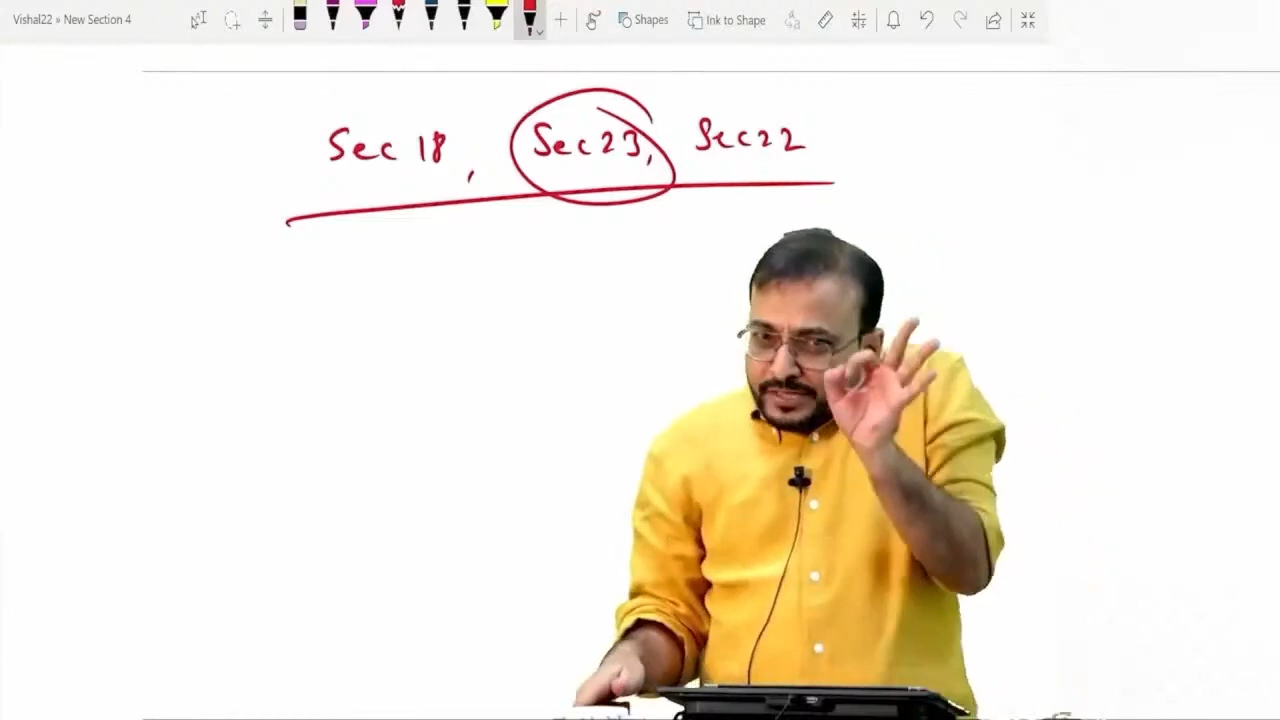 Vishal22 » New Section 4
Shapes
Ink to Shape
Sec 18, Sec 23, Sec 22